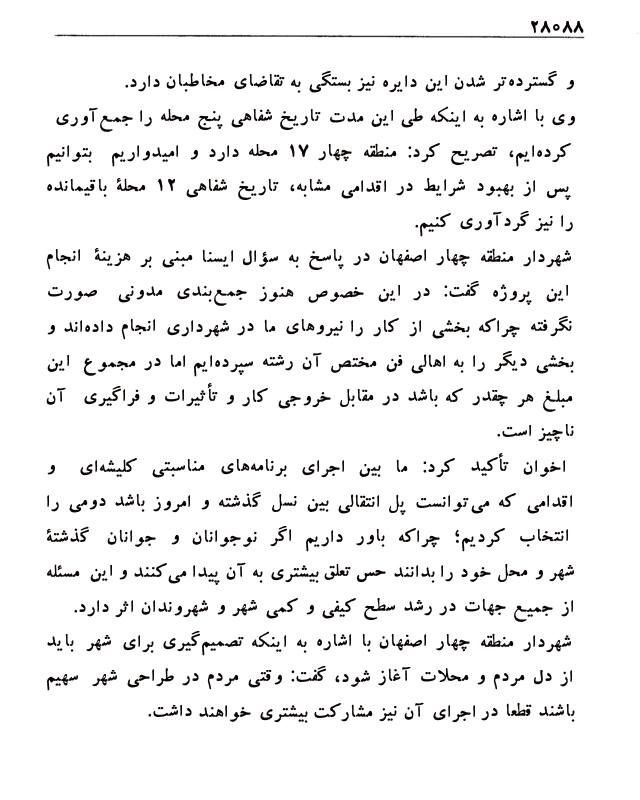 ۲۸۰۸۸
و گسترده‌تر شدن این دایره نیز بستگی به تقاضای مخاطبان دارد.
وی با اشاره به اینکه طی این مدت تاریخ شفاهی پنج محله را جمع‌آوری
کرده‌ایم، تصریح کرد: منطقه چهار ۱۷ محله دارد و امیدواریم بتوانیم
پس از بهبود شرایط در اقدامی مشابه، تاریخ شفاهی ۱۲ محلهٔ باقیمانده
را نیز گردآوری کنیم.
شهردار منطقه چهار اصفهان در پاسخ به سؤال ایسنا مبنی بر هزینهٔ انجام
این پروژه گفت: در این خصوص هنوز جمع‌بندی مدونی صورت
نگرفته چراکه بخشی از کار را نیروهای ما در شهرداری انجام داده‌اند و
بخشی دیگر را به اهالی فن مختص آن رشته سپرده‌ایم اما در مجموع این
مبلغ هر چقدر که باشد در مقابل خروجی کار و تأثیرات و فراگیری آن
ناچیز است.
اخوان تأکید کرد: ما بین اجرای برنامه‌های مناسبتی کلیشه‌ای و
اقدامی که می‌توانست پل انتقالی بین نسل گذشته و امروز باشد دومی را
انتخاب کردیم؛ چراکه باور داریم اگر نوجوانان و جوانان گذشتهٔ
شهر و محل خود را بدانند حس تعلق بیشتری به آن پیدا می‌کنند و این مسئله
از جمیع جهات در رشد سطح کیفی و کمی شهر و شهروندان اثر دارد.
شهردار منطقه چهار اصفهان با اشاره به اینکه تصمیم‌گیری برای شهر باید
از دل مردم و محلات آغاز شود، گفت: وقتی مردم در طراحی شهر سهیم
باشند قطعا در اجرای آن نیز مشارکت بیشتری خواهند داشت.